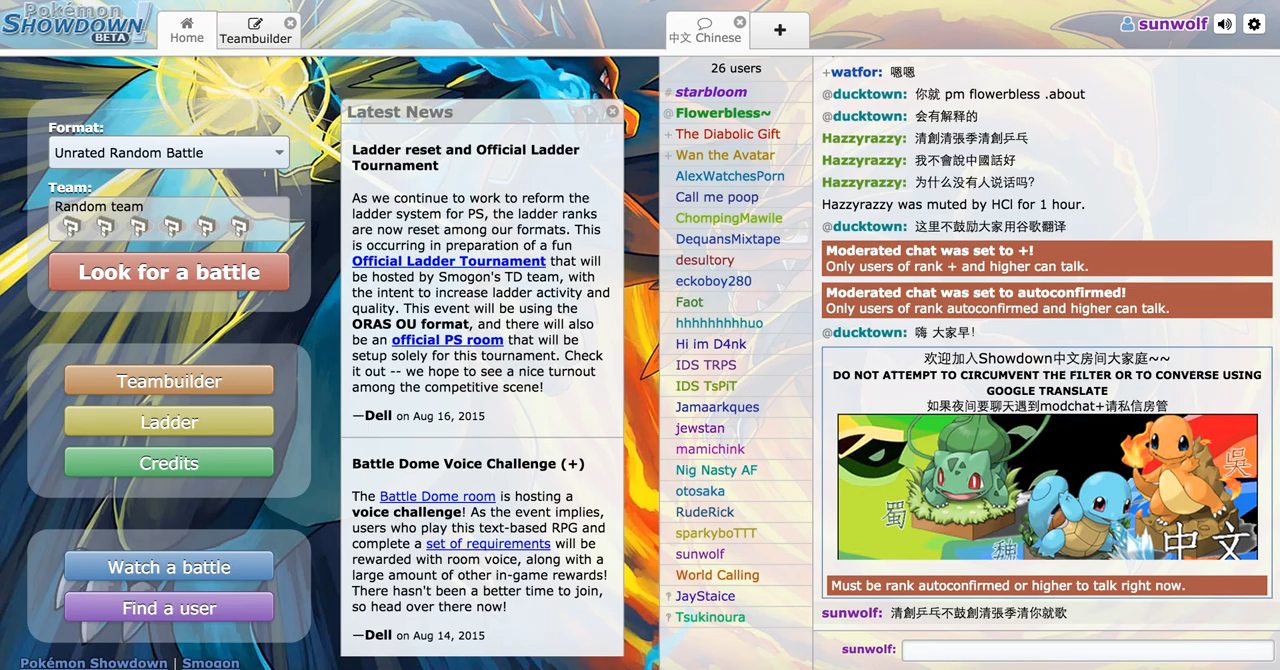 Pokémon
SHOWDOWN!
BETA
Home
Teambuilder
中文 Chinese
+
sunwolf
Format:
Unrated Random Battle
Team:
Random team
? ? ? ? ? ?
Look for a battle
Teambuilder
Ladder
Credits
Watch a battle
Find a user
Pokémon Showdown | Smogon
Latest News
Ladder reset and Official Ladder
Tournament
As we continue to work to reform the
ladder system for PS, the ladder ranks
are now reset among our formats. This
is occurring in preparation of a fun
Official Ladder Tournament that will
be hosted by Smogon's TD team, with
the intent to increase ladder activity and
quality. This event will be using the
ORAS OU format, and there will also
be an official PS room that will be
setup solely for this tournament. Check
it out -- we hope to see a nice turnout
among the competitive scene!
—Dell on Aug 16, 2015
Battle Dome Voice Challenge (+)
The Battle Dome room is hosting a
voice challenge! As the event implies,
users who play this text-based RPG and
complete a set of requirements will be
rewarded with room voice, along with a
large amount of other in-game rewards!
There hasn't been a better time to join,
so head over there now!
—Dell on Aug 14, 2015
26 users
#starbloom
@Flowerbless~
+The Diabolic Gift
+Wan the Avatar
AlexWatchesPorn
Call me poop
ChompingMawile
DequansMixtape
desultory
eckoboy280
Faot
hhhhhhhhuo
Hi im D4nk
IDS TRPS
IDS TsPiT
Jamaarkques
jewstan
mamichink
Nig Nasty AF
otosaka
RudeRick
sparkyboTTT
sunwolf
World Calling
‽JayStaice
‽Tsukinoura
+watfor: 嗯嗯
@ducktown: 你就 pm flowerbless .about
@ducktown: 会有解释的
Hazzyrazzy: 清創清張季清創乒乓
Hazzyrazzy: 我不會說中國話好
Hazzyrazzy: 为什么没有人说话吗?
Hazzyrazzy was muted by HCl for 1 hour.
@ducktown: 这里不鼓励大家用谷歌翻译
Moderated chat was set to +!
Only users of rank + and higher can talk.
Moderated chat was set to autoconfirmed!
Only users of rank autoconfirmed and higher can talk.
@ducktown: 嗨 大家早!
欢迎加入Showdown中文房间大家庭~~
DO NOT ATTEMPT TO CIRCUMVENT THE FILTER OR TO CONVERSE USING
GOOGLE TRANSLATE
如果夜间要聊天遇到modchat+请私信房管
蜀
魏
吳
中文
Must be rank autoconfirmed or higher to talk right now.
sunwolf: 清創乒乓不鼓創清張季清你就歌
sunwolf: